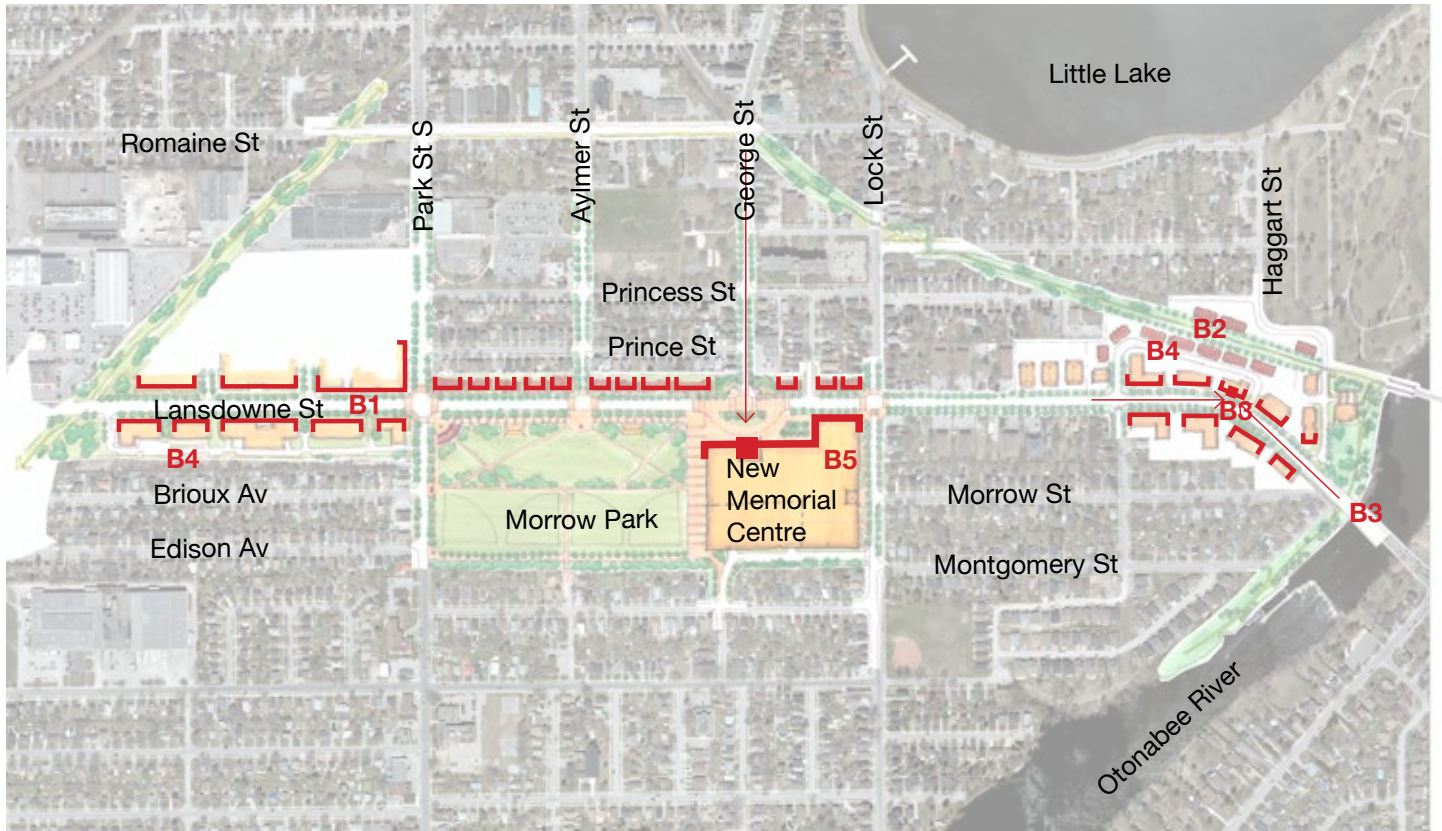 Little Lake
Romaine St
Park St S
Aylmer St
George St
Lock St
Haggart St
Princess St
Prince St
B2
B4
Lansdowne St
B1
B3
B4
B5
New
Memorial
Centre
Brioux Av
Morrow Park
Morrow St
B3
Edison Av
Montgomery St
Otonabee River